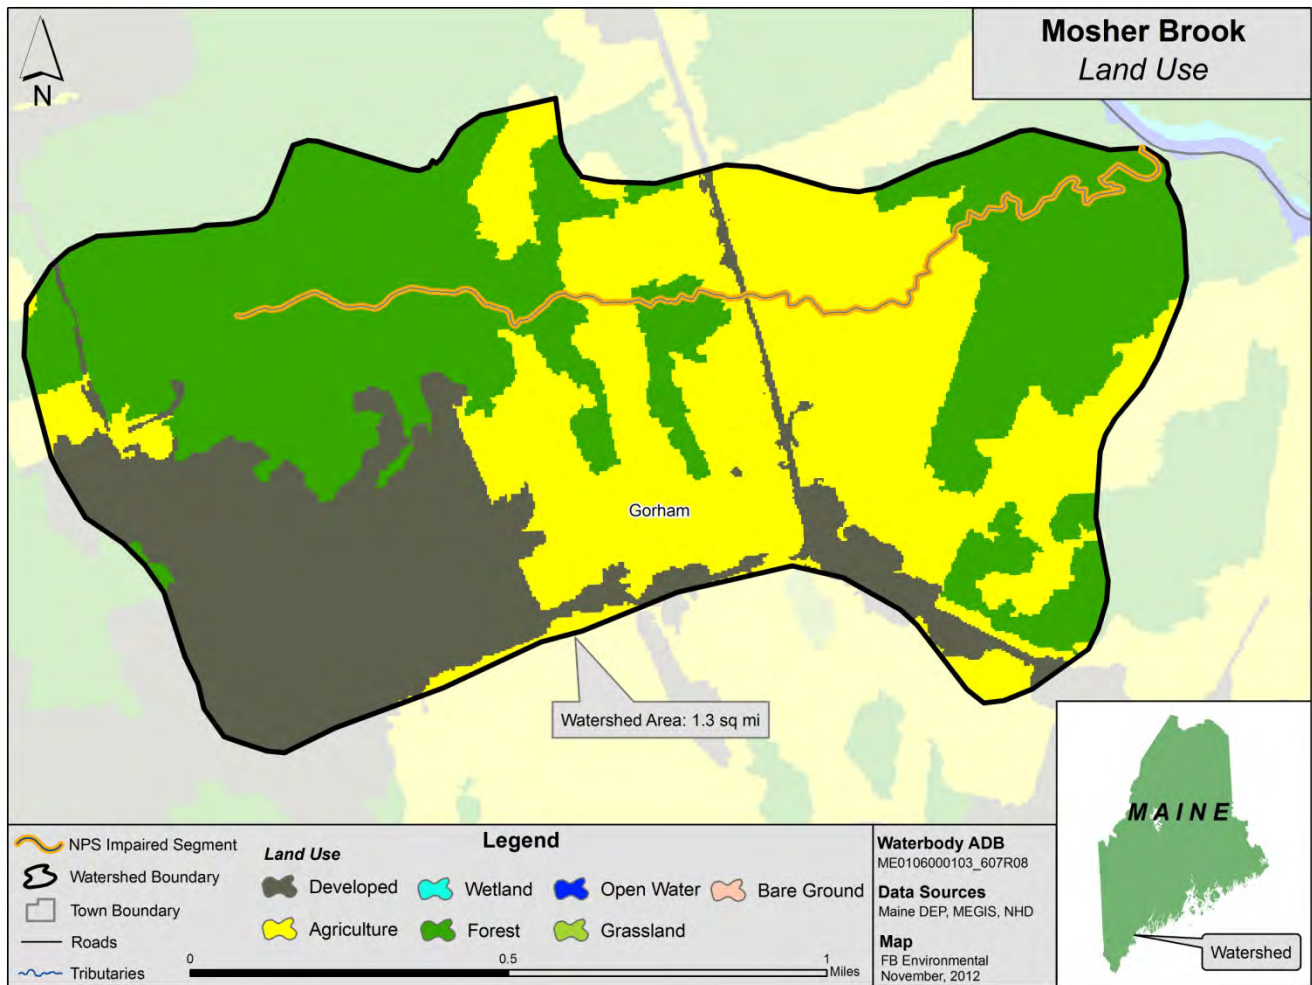 Mosher Brook
Land Use
N
Gorham
Watershed Area: 1.3 sq mi
MAINE
Watershed
Legend
NPS Impaired Segment
Watershed Boundary
Town Boundary
Roads
Tributaries
Land Use
Developed
Wetland
Open Water
Bare Ground
Agriculture
Forest
Grassland
0
0.5
1
Miles
Waterbody ADB
ME0106000103_607R08
Data Sources
Maine DEP, MEGIS, NHD
Map
FB Environmental
November, 2012